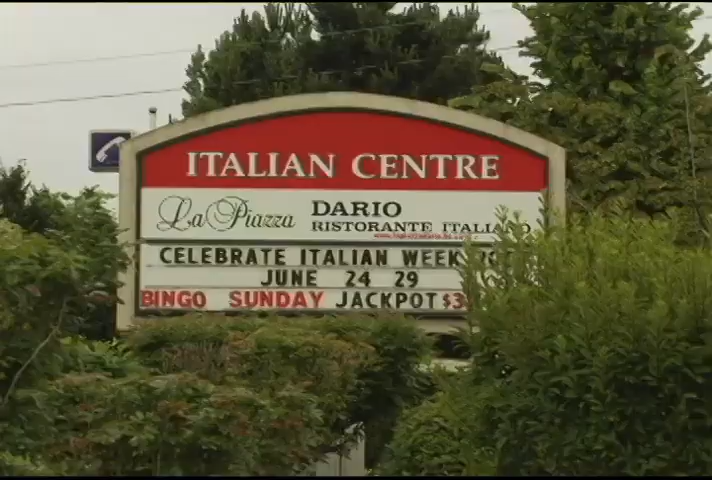 ITALIAN CENTRE
La Piazza DARIO
RISTORANTE ITALIANO
CELEBRATE ITALIAN WEEK
JUNE 24 29
BINGO SUNDAY JACKPOT $3